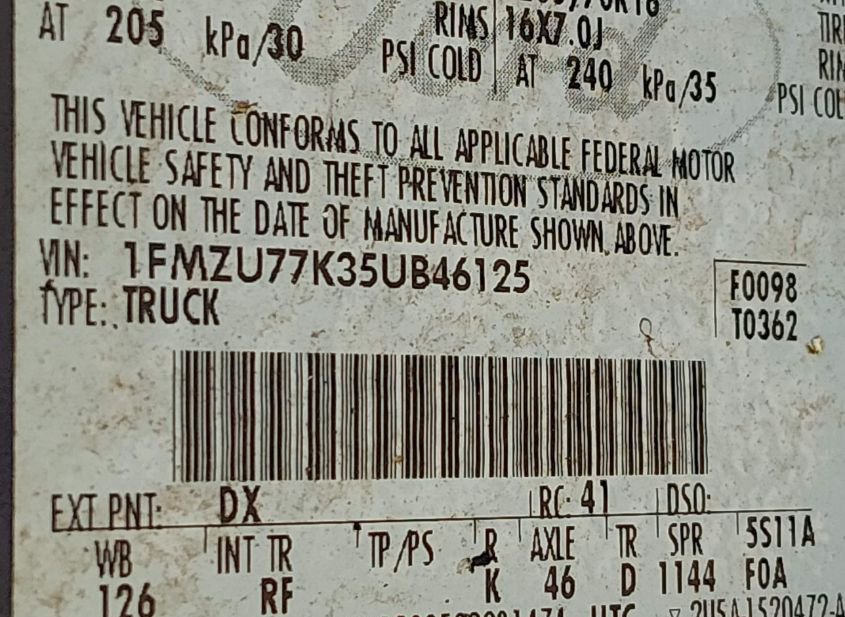 RIMS 16X7.0J
AT 205 kPa/30 PSI COLD AT 240 kPa/35 PSI COL
THIS VEHICLE CONFORMS TO ALL APPLICABLE FEDERAL MOTOR
VEHICLE SAFETY AND THEFT PREVENTION STANDARDS IN
EFFECT ON THE DATE OF MANUFACTURE SHOWN ABOVE.
VIN: 1FMZU77K35UB46125
TYPE: TRUCK
F0098
T0362
EXT PNT: DX RC: 41 DSO:
WB INT TR TP/PS R AXLE TR SPR 5S11A
126 RF K 46 D 1144 F0A
UTC